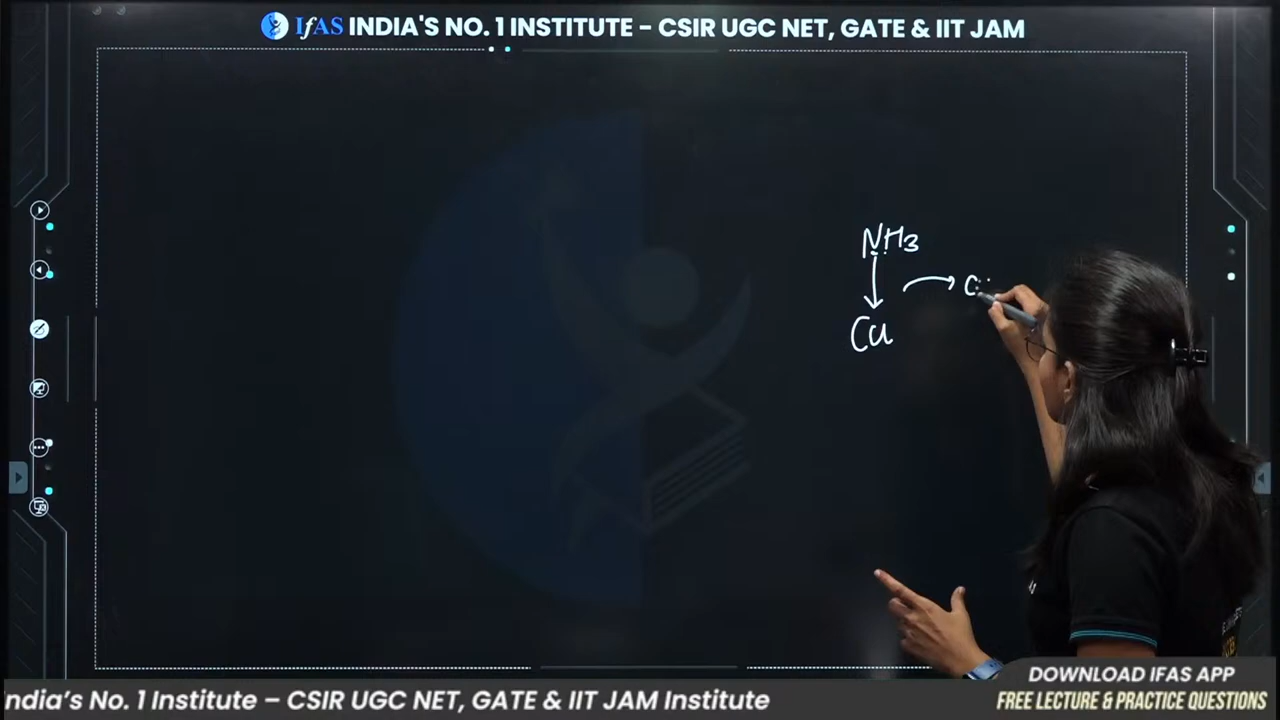 IFAS INDIA'S NO. 1 INSTITUTE – CSIR UGC NET, GATE & IIT JAM
NH3
Cu
DOWNLOAD IFAS APP
FREE LECTURE & PRACTICE QUESTIONS
ndia's No. 1 Institute – CSIR UGC NET, GATE & IIT JAM Institute